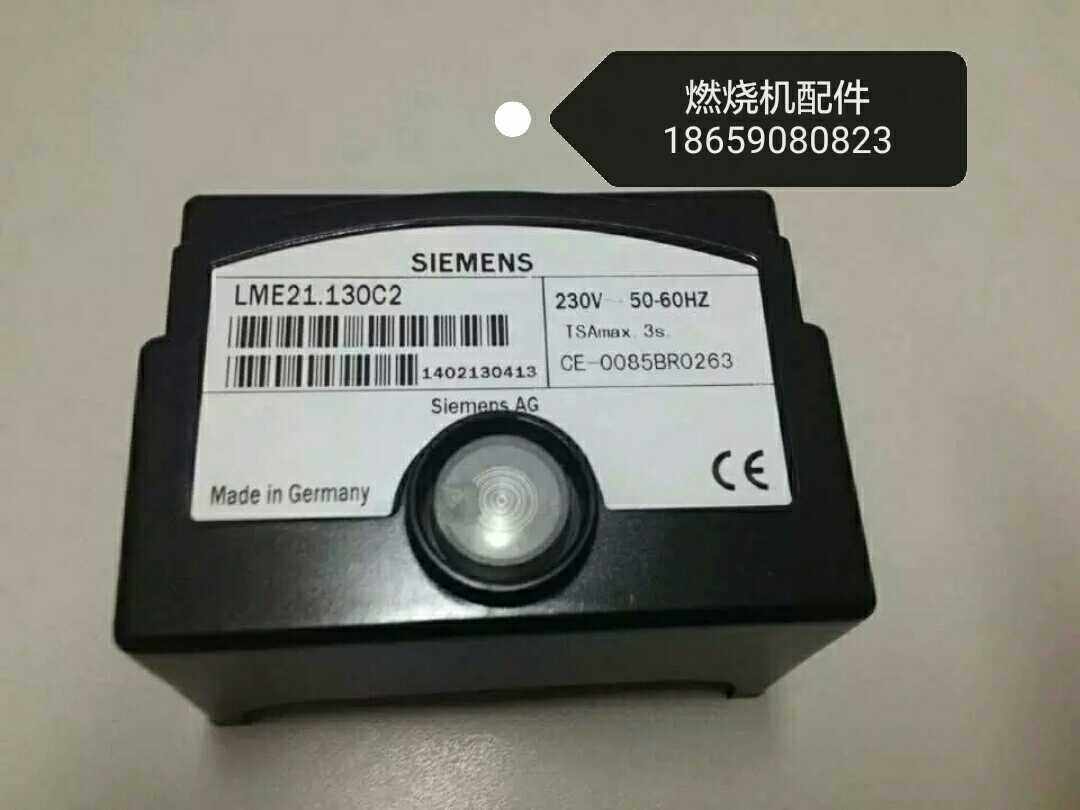 燃烧机配件
18659080823
SIEMENS
LME21.130C2
230V~ 50-60HZ
TSAmax. 3s.
CE-0085BR0263
1402130413
Siemens AG
Made in Germany
CE